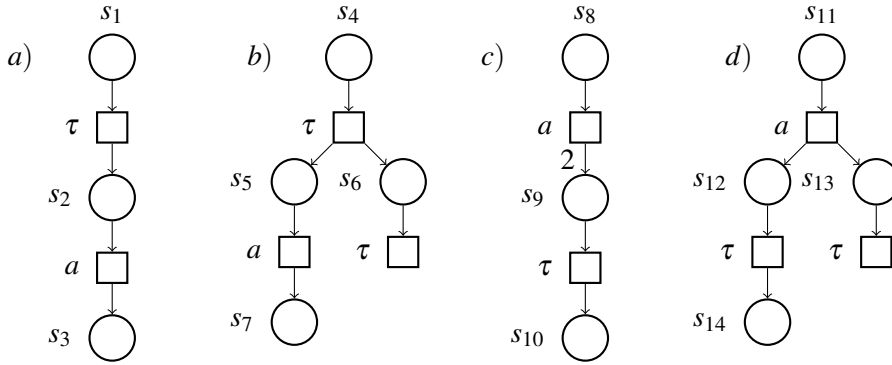 s₁ s₄ s₈ s₁₁
a) b) c) d)
τ τ a a
2
s₂ s₅ s₆ s₉ s₁₂ s₁₃
a a τ τ τ τ
s₃ s₇ s₁₀ s₁₄